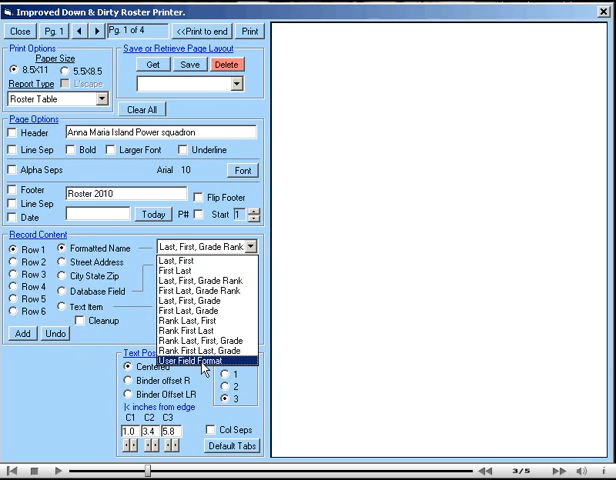 Improved Down & Dirty Roster Printer.
Close Pg. 1 Pg. 1 of 4 <<Print to end Print
Print Options
Paper Size
8.5X11 5.5X8.5
Report Type L'scape
Roster Table
Save or Retrieve Page Layout
Get Save Delete
Clear All
Page Options
Header Anna Maria Island Power squadron
Line Sep Bold Larger Font Underline
Alpha Seps Arial 10 Font
Footer Roster 2010 Flip Footer
Line Sep
Date Today P# Start 1
Record Content
Row 1 Formatted Name Last, First, Grade Rank
Row 2 Street Address
Row 3 City State Zip
Row 4 Database Field
Row 5 Text Item
Row 6 Cleanup
Add Undo
Last, First
First Last
Last, First, Grade Rank
First Last, Grade Rank
Last, First, Grade
First Last, Grade
Rank Last, First
Rank First Last
Rank Last, First, Grade
Rank First Last, Grade
User Field Format
Text Pos
Centered 1
Binder offset R 2
Binder Offset LR 3
|< inches from edge
C1 C2 C3
1.0 3.4 5.8 Col Seps
Default Tabs
3/5
i